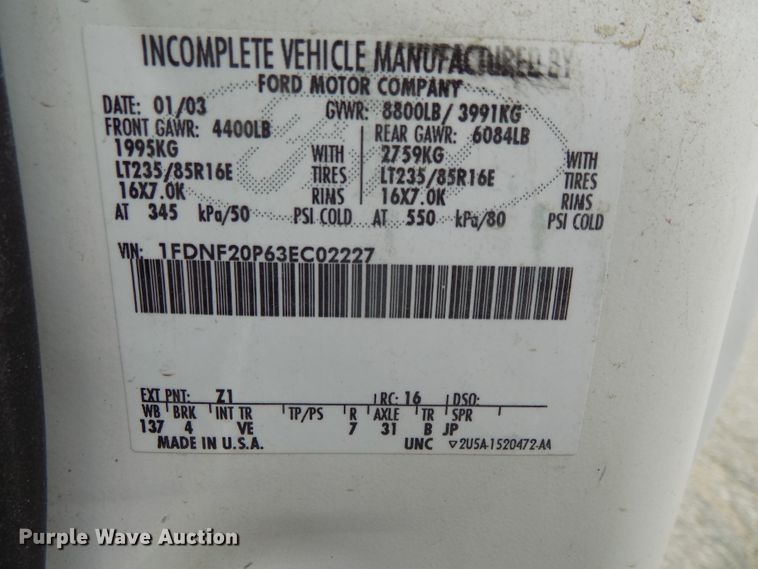 INCOMPLETE VEHICLE MANUFACTURED BY
FORD MOTOR COMPANY
DATE: 01/03 GVWR: 8800LB/ 3991KG
FRONT GAWR: 4400LB REAR GAWR: 6084LB
1995KG WITH 2759KG WITH
LT235/85R16E TIRES LT235/85R16E TIRES
16X7.0K RIMS 16X7.0K RIMS
AT 345 kPa/50 PSI COLD AT 550 kPa/80 PSI COLD
VIN: 1FDNF20P63EC02227
EXT PNT: Z1 RC: 16 DSO:
WB BRK INT TR TP/PS R AXLE TR SPR
137 4 VE 7 31 B JP
MADE IN U.S.A. UNC ▽2U5A-1520472-AA
Purple Wave Auction